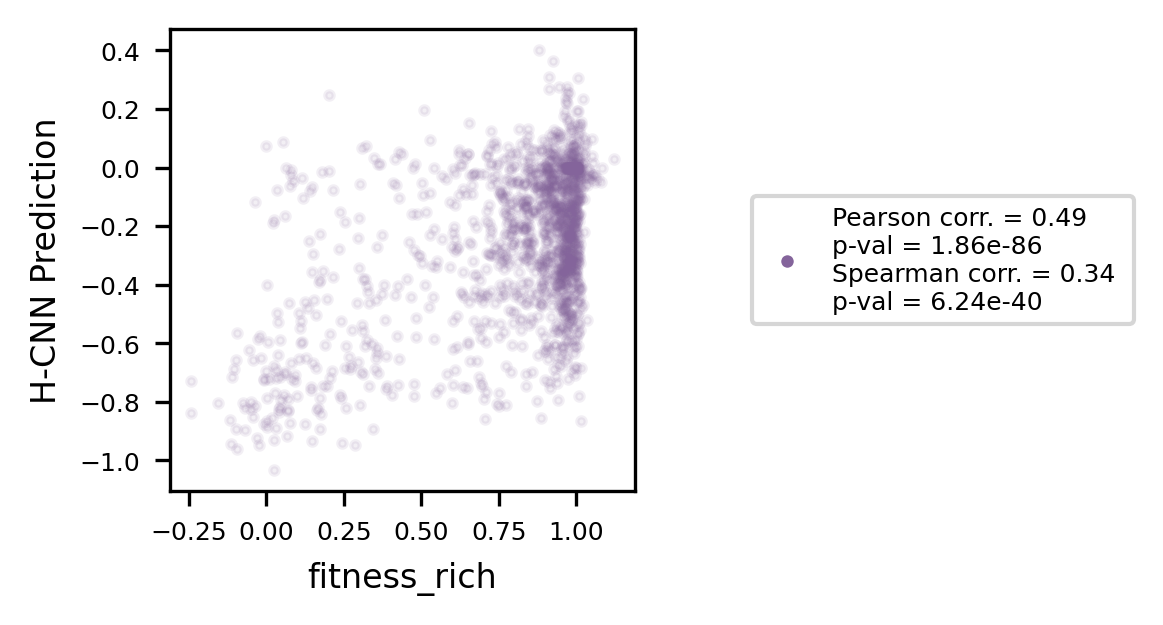 H-CNN Prediction
0.4
0.2
0.0
−0.2
−0.4
−0.6
−0.8
−1.0
−0.25 0.00 0.25 0.50 0.75 1.00
fitness_rich
Pearson corr. = 0.49
p-val = 1.86e-86
Spearman corr. = 0.34
p-val = 6.24e-40